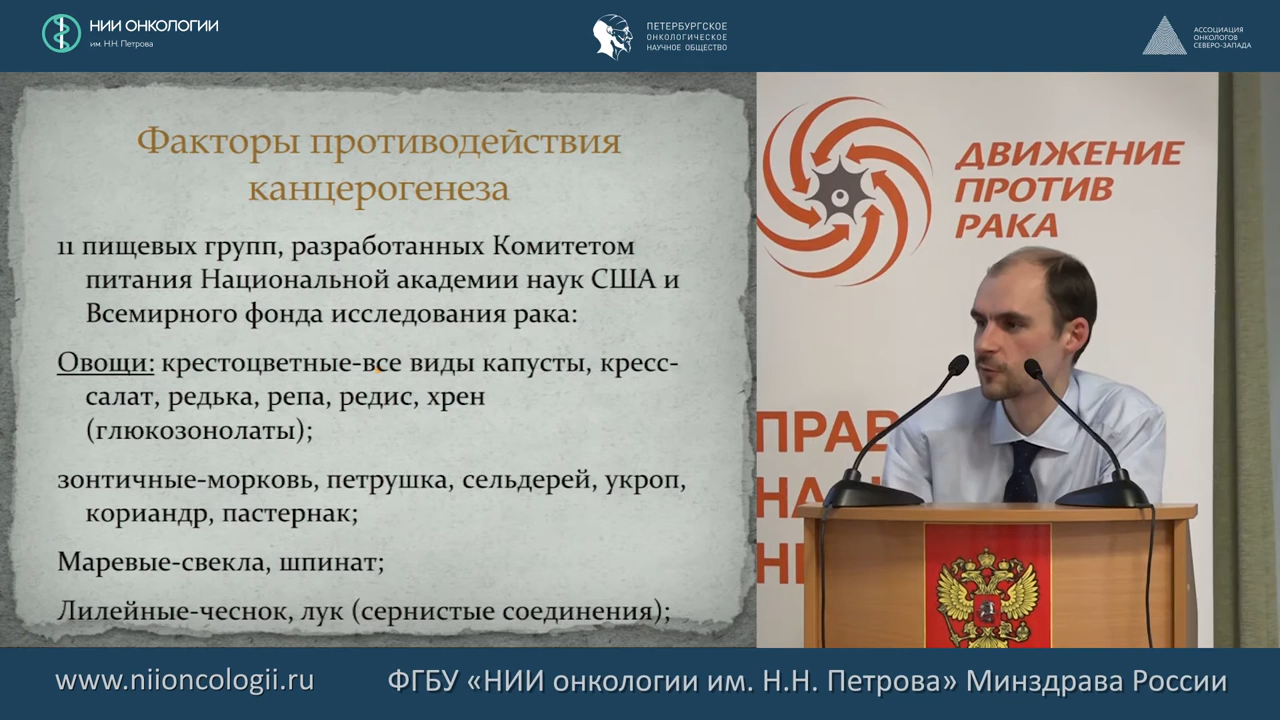 НИИ ОНКОЛОГИИ
им. Н.Н. Петрова
ПЕТЕРБУРГСКОЕ
ОНКОЛОГИЧЕСКОЕ
НАУЧНОЕ ОБЩЕСТВО
АССОЦИАЦИЯ
ОНКОЛОГОВ
СЕВЕРО-ЗАПАДА
Факторы противодействия
канцерогенеза
11 пищевых групп, разработанных Комитетом
питания Национальной академии наук США и
Всемирного фонда исследования рака:
Овощи: крестоцветные-все виды капусты, кресс-
салат, редька, репа, редис, хрен
(глюкозонолаты);
зонтичные-морковь, петрушка, сельдерей, укроп,
кориандр, пастернак;
Маревые-свекла, шпинат;
Лилейные-чеснок, лук (сернистые соединения);
ДВИЖЕНИЕ
ПРОТИВ
РАКА
ПРАВ
НА
www.niioncologii.ru
ФГБУ «НИИ онкологии им. Н.Н. Петрова» Минздрава России